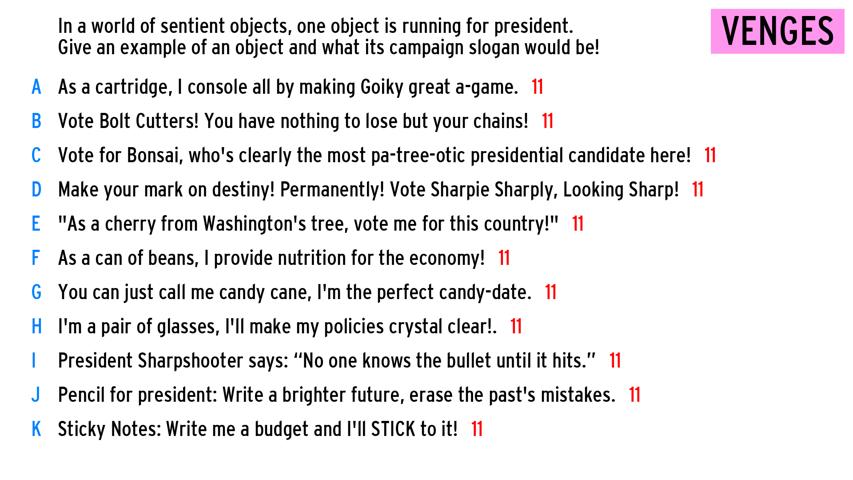 In a world of sentient objects, one object is running for president.
Give an example of an object and what its campaign slogan would be!
VENGES
A As a cartridge, I console all by making Goiky great a-game. 11
B Vote Bolt Cutters! You have nothing to lose but your chains! 11
C Vote for Bonsai, who's clearly the most pa-tree-otic presidential candidate here! 11
D Make your mark on destiny! Permanently! Vote Sharpie Sharply, Looking Sharp! 11
E "As a cherry from Washington's tree, vote me for this country!" 11
F As a can of beans, I provide nutrition for the economy! 11
G You can just call me candy cane, I'm the perfect candy-date. 11
H I'm a pair of glasses, I'll make my policies crystal clear!. 11
I President Sharpshooter says: “No one knows the bullet until it hits.” 11
J Pencil for president: Write a brighter future, erase the past's mistakes. 11
K Sticky Notes: Write me a budget and I'll STICK to it! 11